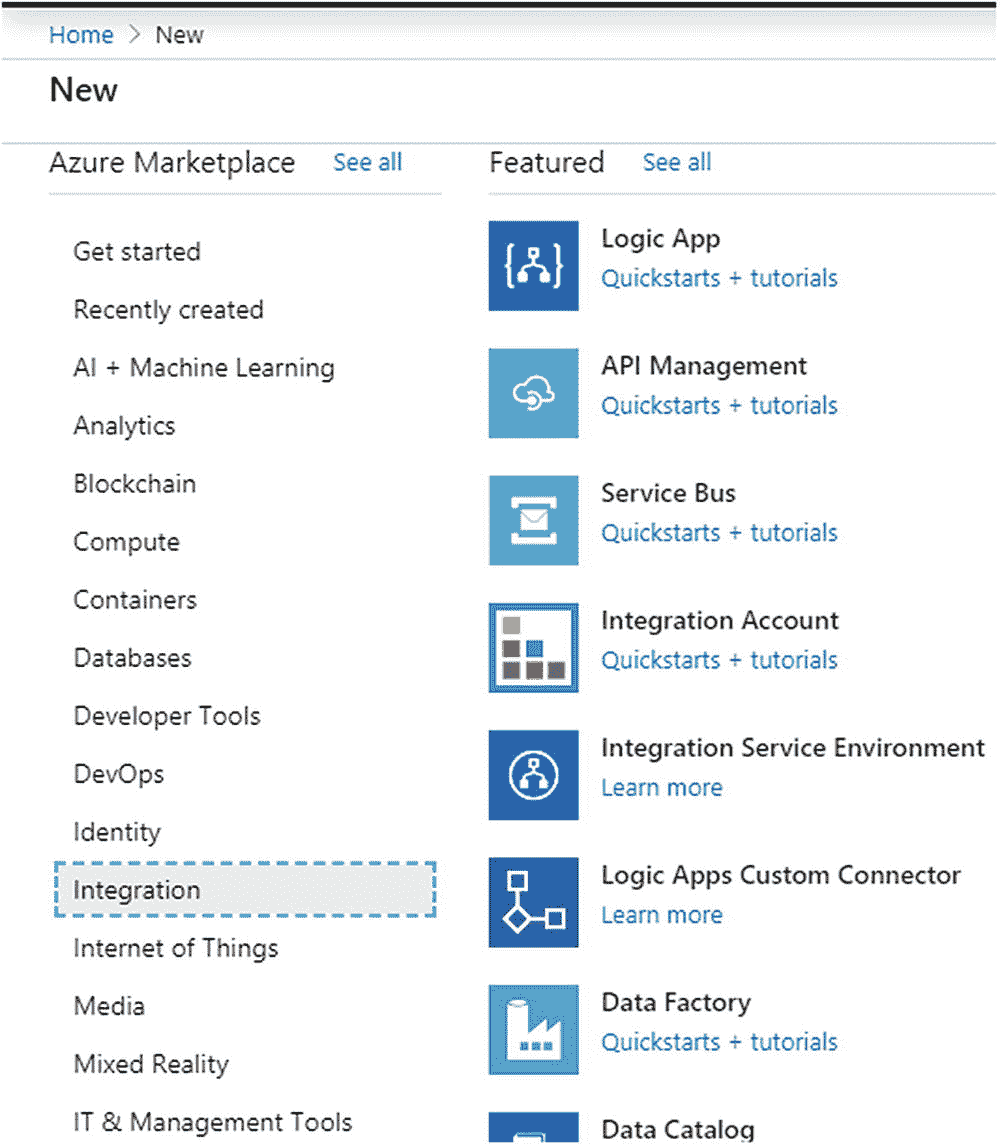 Home > New
New
Azure Marketplace See all
Get started
Recently created
AI + Machine Learning
Analytics
Blockchain
Compute
Containers
Databases
Developer Tools
DevOps
Identity
Integration
Internet of Things
Media
Mixed Reality
IT & Management Tools
Featured See all
Logic App
Quickstarts + tutorials
API Management
Quickstarts + tutorials
Service Bus
Quickstarts + tutorials
Integration Account
Quickstarts + tutorials
Integration Service Environment
Learn more
Logic Apps Custom Connector
Learn more
Data Factory
Quickstarts + tutorials
Data Catalog